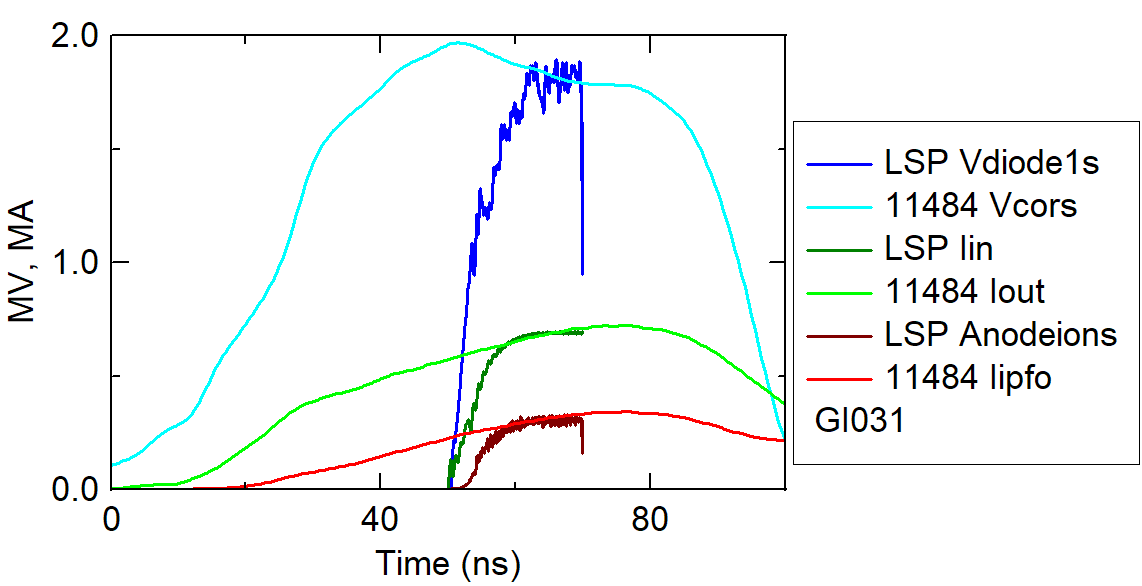 2.0
1.0
0.0
MV, MA
0
40
80
Time (ns)
LSP Vdiode1s
11484 Vcors
LSP Iin
11484 Iout
LSP Anodeions
11484 Iipfo
GI031